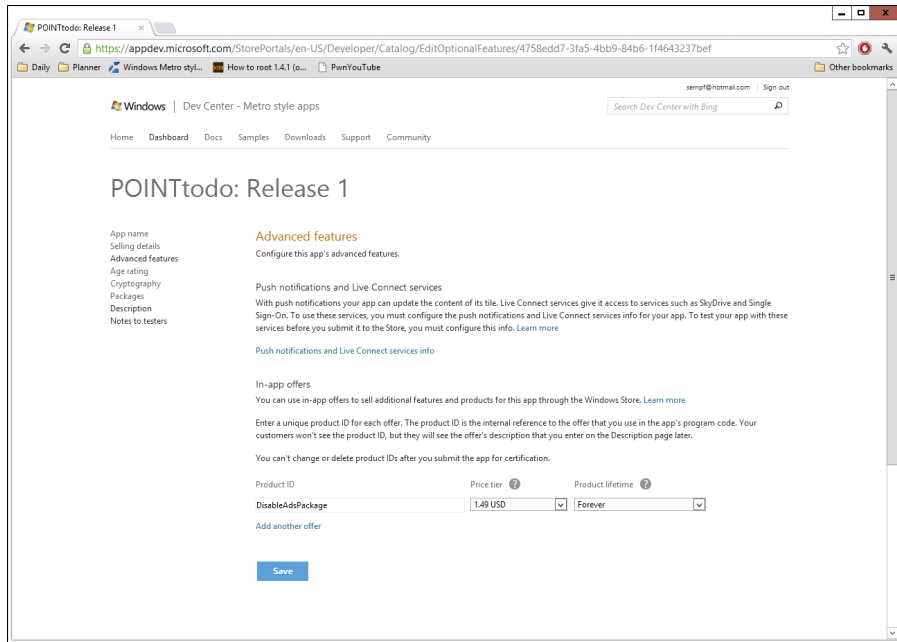 POINTtodo: Release 1
https://appdev.microsoft.com/StorePortals/en-US/Developer/Catalog/EditOptionalFeatures/4758edd7-3fa5-4bb9-84b6-1f4643237bef
Daily Planner Windows Metro styl... How to root 1.4.1 (o... PwnYouTube Other bookmarks
sempf@hotmail.com Sign out
Windows Dev Center - Metro style apps
Search Dev Center with Bing
Home Dashboard Docs Samples Downloads Support Community
POINTtodo: Release 1
App name
Selling details
Advanced features
Age rating
Cryptography
Packages
Description
Notes to testers
Advanced features
Configure this app's advanced features.
Push notifications and Live Connect services
With push notifications your app can update the content of its tile. Live Connect services give it access to services such as SkyDrive and Single
Sign-On. To use these services, you must configure the push notifications and Live Connect services info for your app. To test your app with these
services before you submit it to the Store, you must configure this info. Learn more
Push notifications and Live Connect services info
In-app offers
You can use in-app offers to sell additional features and products for this app through the Windows Store. Learn more
Enter a unique product ID for each offer. The product ID is the internal reference to the offer that you use in the app's program code. Your
customers won't see the product ID, but they will see the offer's description that you enter on the Description page later.
You can't change or delete product IDs after you submit the app for certification.
Product ID Price tier ? Product lifetime ?
DisableAdsPackage 1.49 USD Forever
Add another offer
Save